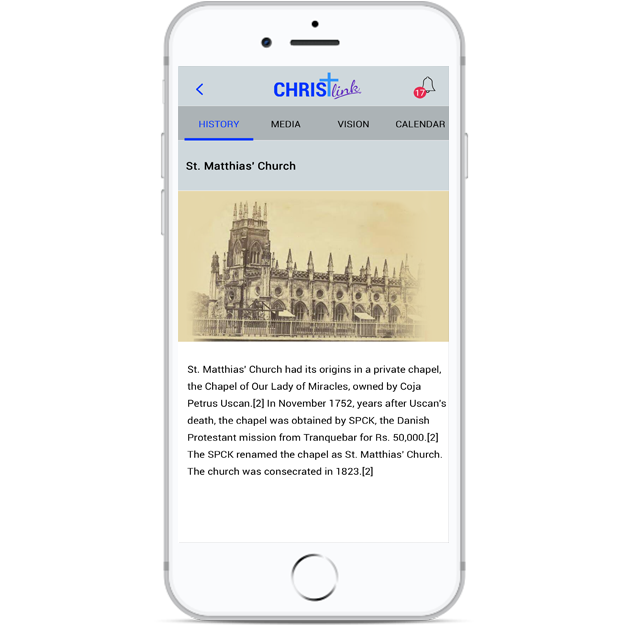 CHRIST link
17
HISTORY MEDIA VISION CALENDAR
St. Matthias' Church
St. Matthias' Church had its origins in a private chapel,
the Chapel of Our Lady of Miracles, owned by Coja
Petrus Uscan.[2] In November 1752, years after Uscan's
death, the chapel was obtained by SPCK, the Danish
Protestant mission from Tranquebar for Rs. 50,000.[2]
The SPCK renamed the chapel as St. Matthias' Church.
The church was consecrated in 1823.[2]